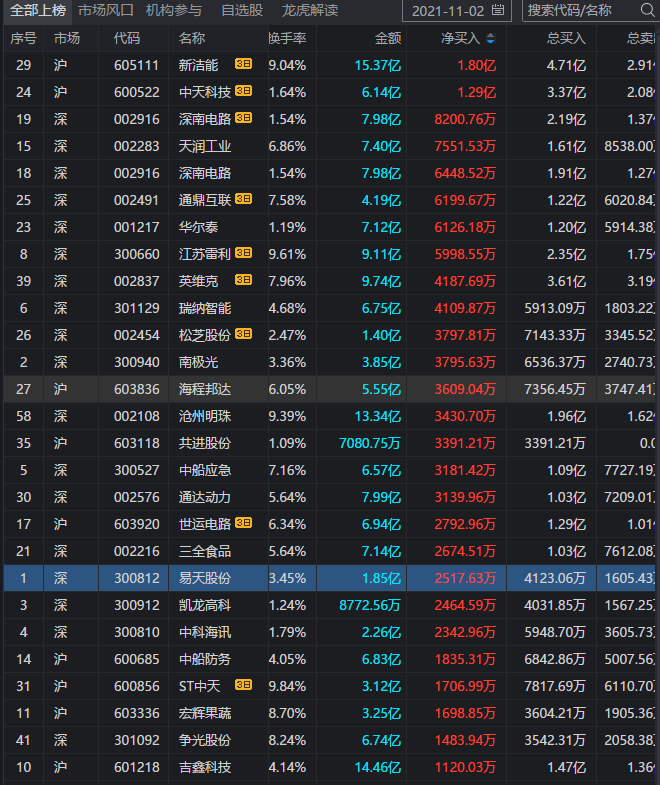 全部上榜 市场风口 机构参与 自选股 龙虎解读 2021-11-02 搜索代码/名称
序号 市场 代码 名称 换手率 金额 净买入 总买入 总卖
29 沪 605111 新洁能 3日 9.04% 15.37亿 1.80亿 4.71亿 2.91
24 沪 600522 中天科技 3日 1.64% 6.14亿 1.29亿 3.37亿 2.08
19 深 002916 深南电路 3日 1.54% 7.98亿 8200.76万 2.19亿 1.37
15 深 002283 天润工业 6.86% 7.40亿 7551.53万 1.61亿 8538.00
18 深 002916 深南电路 1.54% 7.98亿 6448.52万 1.91亿 1.27
25 深 002491 通鼎互联 3日 7.58% 4.19亿 6199.67万 1.22亿 6020.84
23 深 001217 华尔泰 1.19% 7.12亿 6126.18万 1.20亿 5914.38
8 深 300660 江苏雷利 3日 9.61% 9.11亿 5998.55万 2.35亿 1.75
39 深 002837 英维克 3日 7.96% 9.74亿 4187.69万 3.61亿 3.19
6 深 301129 瑞纳智能 4.68% 6.75亿 4109.87万 5913.09万 1803.22
26 深 002454 松芝股份 3日 2.47% 1.40亿 3797.81万 7143.33万 3345.52
2 深 300940 南极光 3.36% 3.85亿 3795.63万 6536.37万 2740.73
27 沪 603836 海程邦达 6.05% 5.55亿 3609.04万 7356.45万 3747.41
58 深 002108 沧州明珠 9.39% 13.34亿 3430.70万 1.96亿 1.62
35 沪 603118 共进股份 1.09% 7080.75万 3391.21万 3391.21万 0.0
5 深 300527 中船应急 7.16% 6.57亿 3181.42万 1.09亿 7727.19
30 深 002576 通达动力 5.64% 7.99亿 3139.96万 1.03亿 7209.01
17 沪 603920 世运电路 3日 6.34% 6.94亿 2792.96万 1.29亿 1.01
21 深 002216 三全食品 5.64% 7.14亿 2674.51万 1.03亿 7612.08
1 深 300812 易天股份 3.45% 1.85亿 2517.63万 4123.06万 1605.43
3 深 300912 凯龙高科 1.24% 8772.56万 2464.59万 4031.85万 1567.25
4 深 300810 中科海讯 1.79% 2.26亿 2342.96万 5948.70万 3605.73
14 沪 600685 中船防务 4.05% 6.83亿 1835.31万 6842.86万 5007.56
31 沪 600856 ST中天 3日 9.84% 3.12亿 1706.99万 7817.69万 6110.70
11 沪 603336 宏辉果蔬 8.70% 3.25亿 1698.85万 3604.21万 1905.36
41 深 301092 争光股份 8.24% 6.74亿 1483.94万 3542.31万 2058.38
10 沪 601218 吉鑫科技 4.14% 14.46亿 1120.03万 1.47亿 1.36